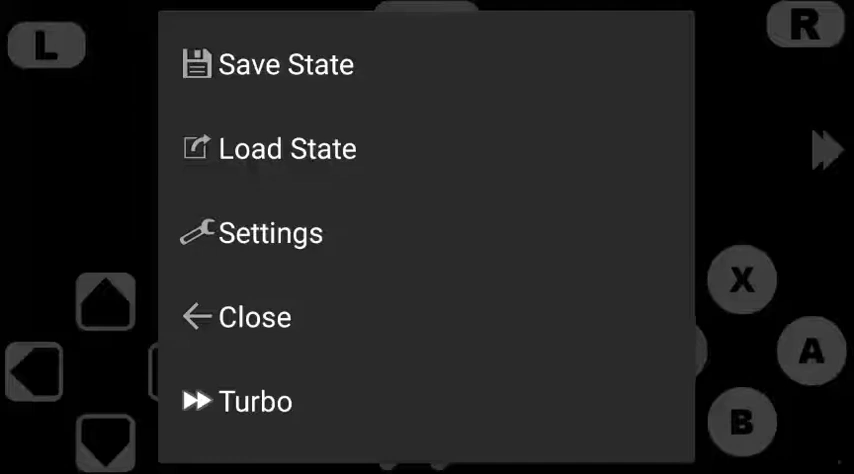 L
R
Save State
Load State
Settings
X
Close
A
Turbo
B